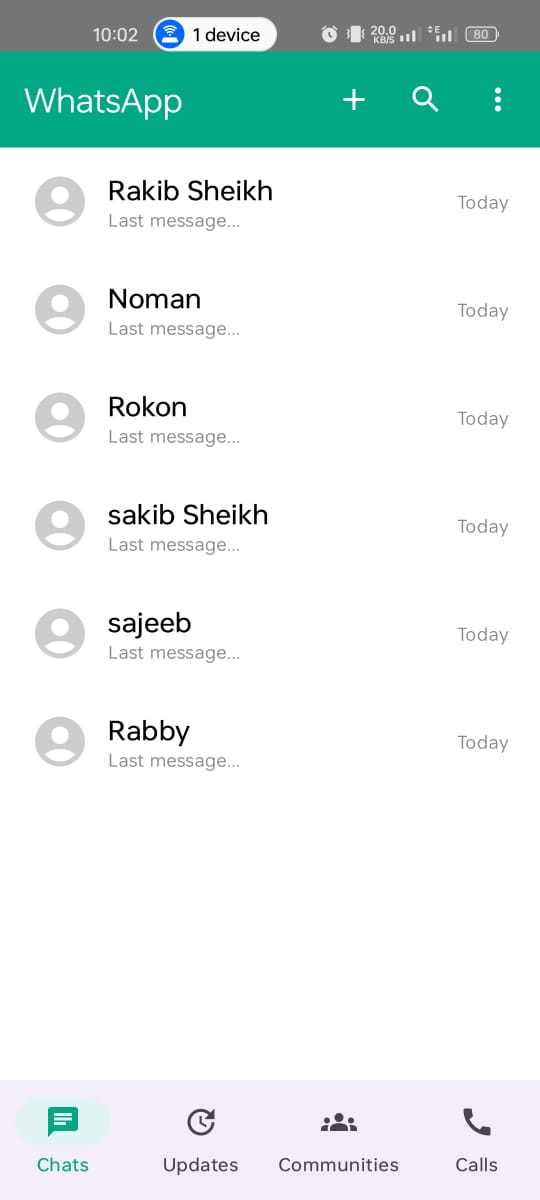 10:02 1 device 20.0 KB/S E 80
WhatsApp
Rakib Sheikh
Last message... Today
Noman
Last message... Today
Rokon
Last message... Today
sakib Sheikh
Last message... Today
sajeeb
Last message... Today
Rabby
Last message... Today
Chats Updates Communities Calls